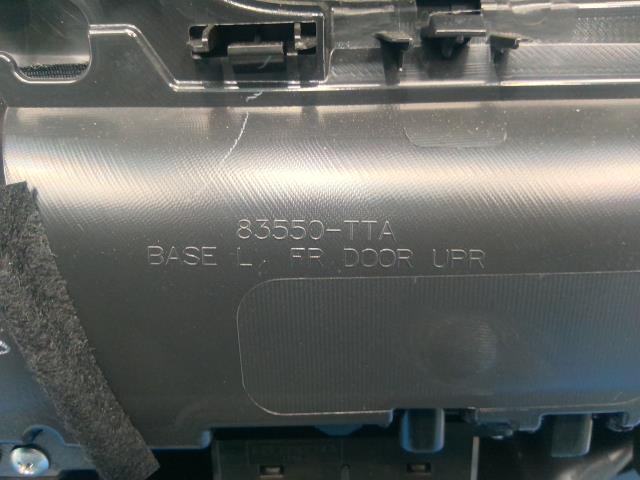 83550-TTA
BASE L, FR DOOR UPR